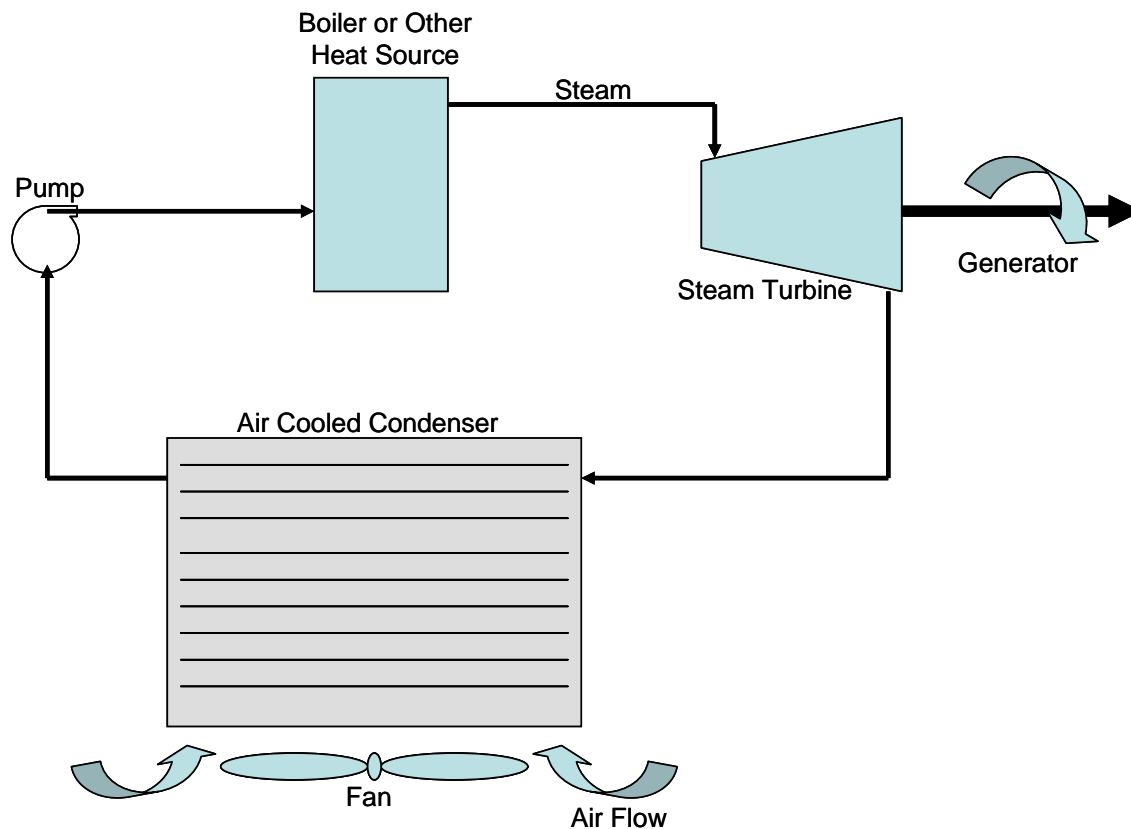 Boiler or Other
Heat Source
Steam
Pump
Generator
Steam Turbine
Air Cooled Condenser
Fan
Air Flow